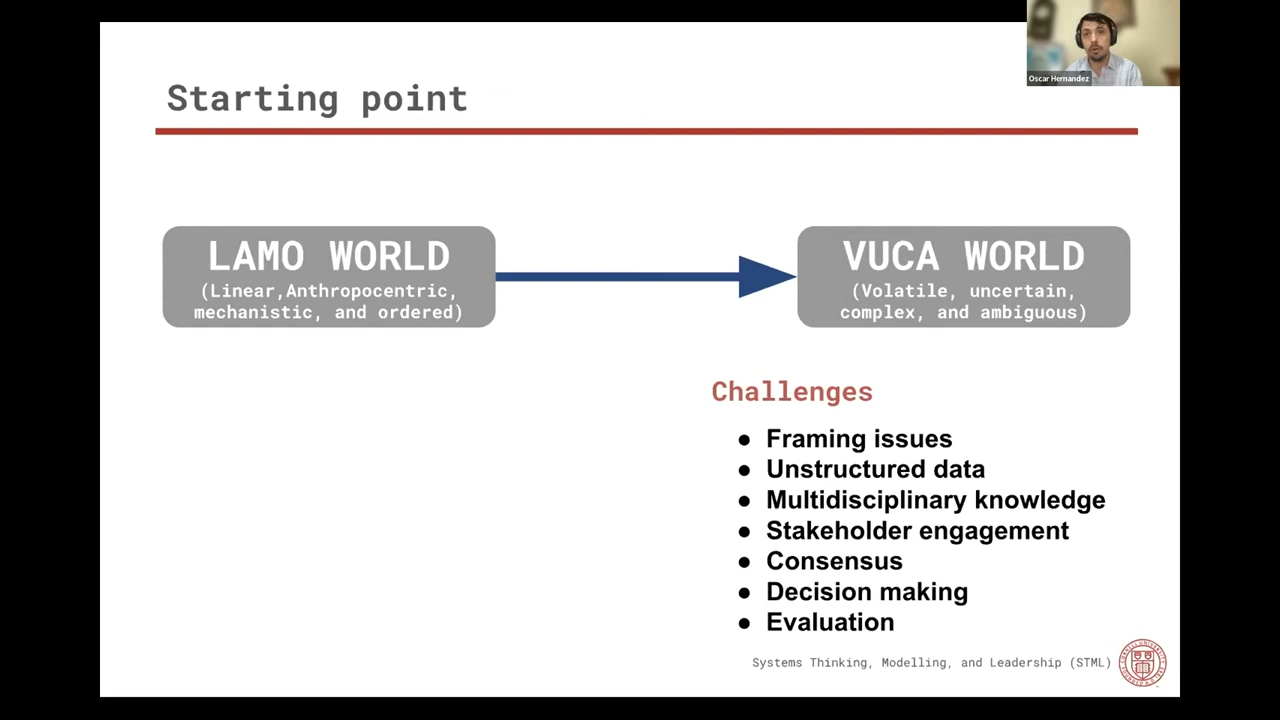 Oscar Hernandez
Starting point
LAMO WORLD
(Linear,Anthropocentric,
mechanistic, and ordered)
VUCA WORLD
(Volatile, uncertain,
complex, and ambiguous)
Challenges
● Framing issues
● Unstructured data
● Multidisciplinary knowledge
● Stakeholder engagement
● Consensus
● Decision making
● Evaluation
Systems Thinking, Modelling, and Leadership (STML)